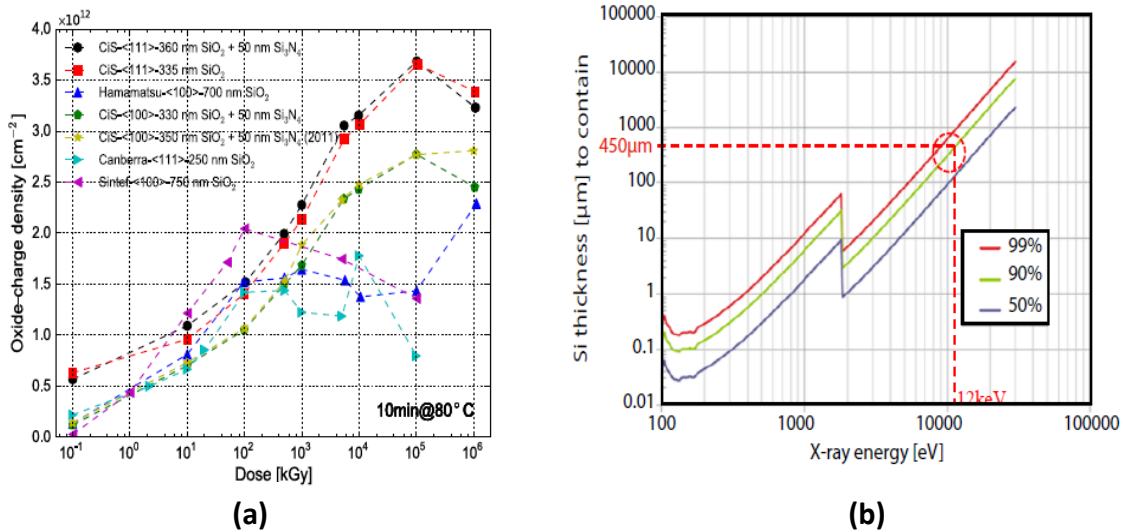 4.0 ×10¹²
3.5
3.0
2.5
2.0
1.5
1.0
0.5
0.0
Oxide-charge density [cm⁻²]
CiS-<111>-360 nm SiO₂ + 50 nm Si₃N₄
CiS-<111>-335 nm SiO₂
Hamamatsu-<100>-700 nm SiO₂
CiS-<100>-330 nm SiO₂ + 50 nm Si₃N₄
CiS-<100>-350 nm SiO₂ + 50 nm Si₃N₄ (2011)
Canberra-<111>-250 nm SiO₂
Sintef-<100>-750 nm SiO₂
10min@80°C
10⁻¹ 10⁰ 10¹ 10² 10³ 10⁴ 10⁵ 10⁶
Dose [kGy]
(a)
100000
10000
1000
450μm
100
10
1
0.1
0.01
Si thickness [μm] to contain
99%
90%
50%
12keV
100 1000 10000 100000
X-ray energy [eV]
(b)